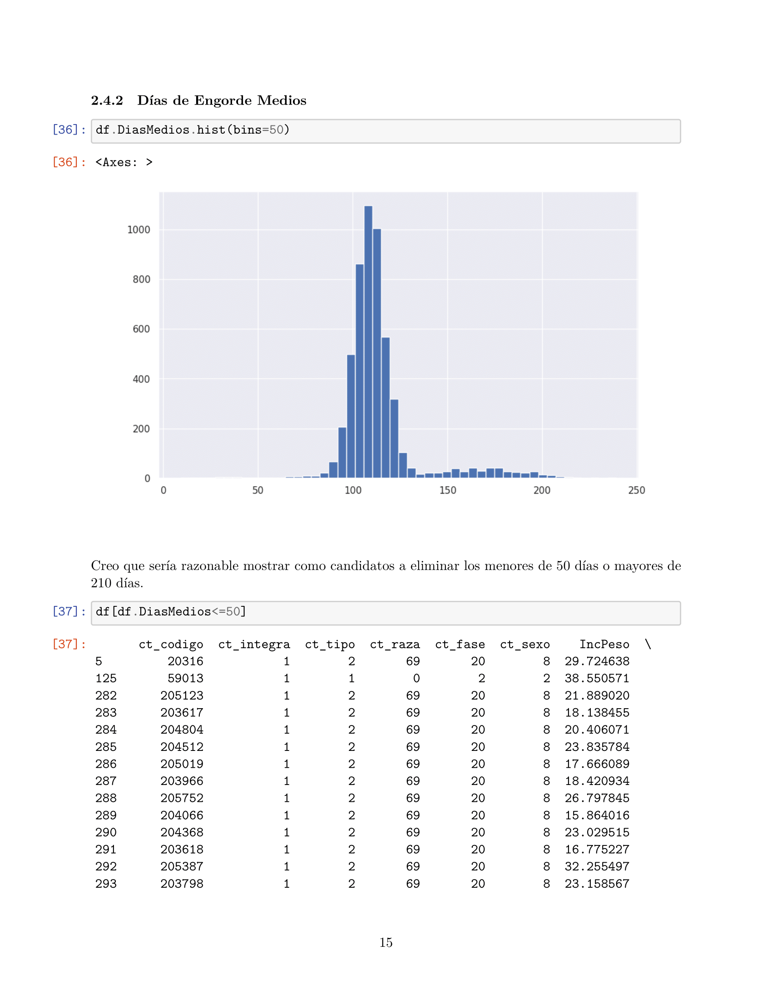 2.4.2 Días de Engorde Medios
[36]: df.DiasMedios.hist(bins=50)
[36]: <Axes: >
1000
800
600
400
200
0
0 50 100 150 200 250
Creo que sería razonable mostrar como candidatos a eliminar los menores de 50 días o mayores de
210 días.
[37]: df[df.DiasMedios<=50]
[37]: ct_codigo ct_integra ct_tipo ct_raza ct_fase ct_sexo IncPeso \
5 20316 1 2 69 20 8 29.724638
125 59013 1 1 0 2 2 38.550571
282 205123 1 2 69 20 8 21.889020
283 203617 1 2 69 20 8 18.138455
284 204804 1 2 69 20 8 20.406071
285 204512 1 2 69 20 8 23.835784
286 205019 1 2 69 20 8 17.666089
287 203966 1 2 69 20 8 18.420934
288 205752 1 2 69 20 8 26.797845
289 204066 1 2 69 20 8 15.864016
290 204368 1 2 69 20 8 23.029515
291 203618 1 2 69 20 8 16.775227
292 205387 1 2 69 20 8 32.255497
293 203798 1 2 69 20 8 23.158567
15